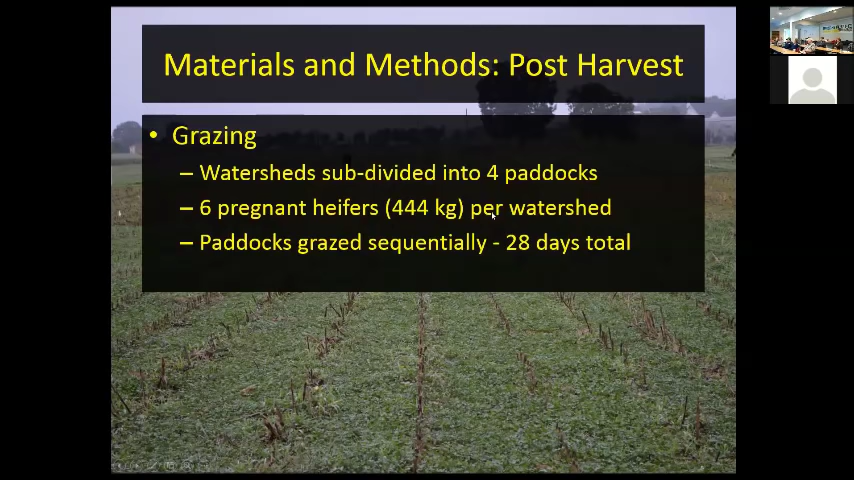 Materials and Methods: Post Harvest
• Grazing
– Watersheds sub-divided into 4 paddocks
– 6 pregnant heifers (444 kg) per watershed
– Paddocks grazed sequentially - 28 days total